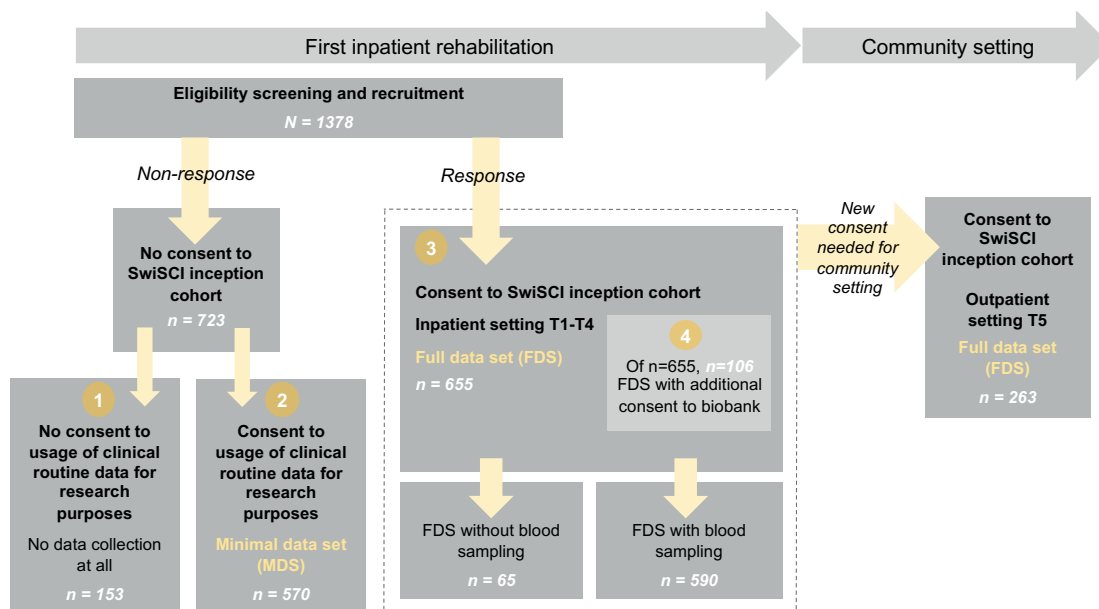 First inpatient rehabilitation
Community setting
Eligibility screening and recruitment
N = 1378
Non-response
Response
No consent to
SwiSCI inception
cohort
n = 723
1
No consent to
usage of clinical
routine data for
research
purposes
No data collection
at all
n = 153
2
Consent to
usage of clinical
routine data for
research
purposes
Minimal data set
(MDS)
n = 570
3
Consent to SwiSCI inception cohort
Inpatient setting T1-T4
Full data set (FDS)
n = 655
4
Of n=655, n=106
FDS with additional
consent to biobank
FDS without blood
sampling
n = 65
FDS with blood
sampling
n = 590
New
consent
needed for
community
setting
Consent to
SwiSCI
inception cohort
Outpatient
setting T5
Full data set
(FDS)
n = 263